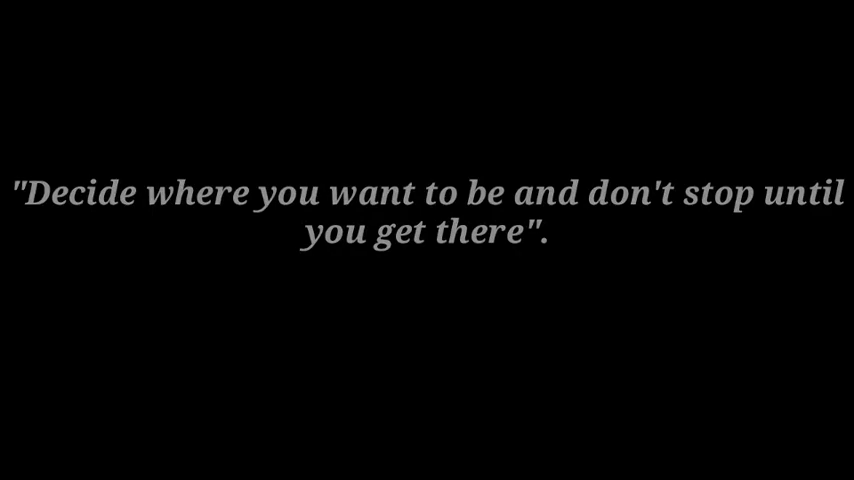 "Decide where you want to be and don't stop until
you get there".